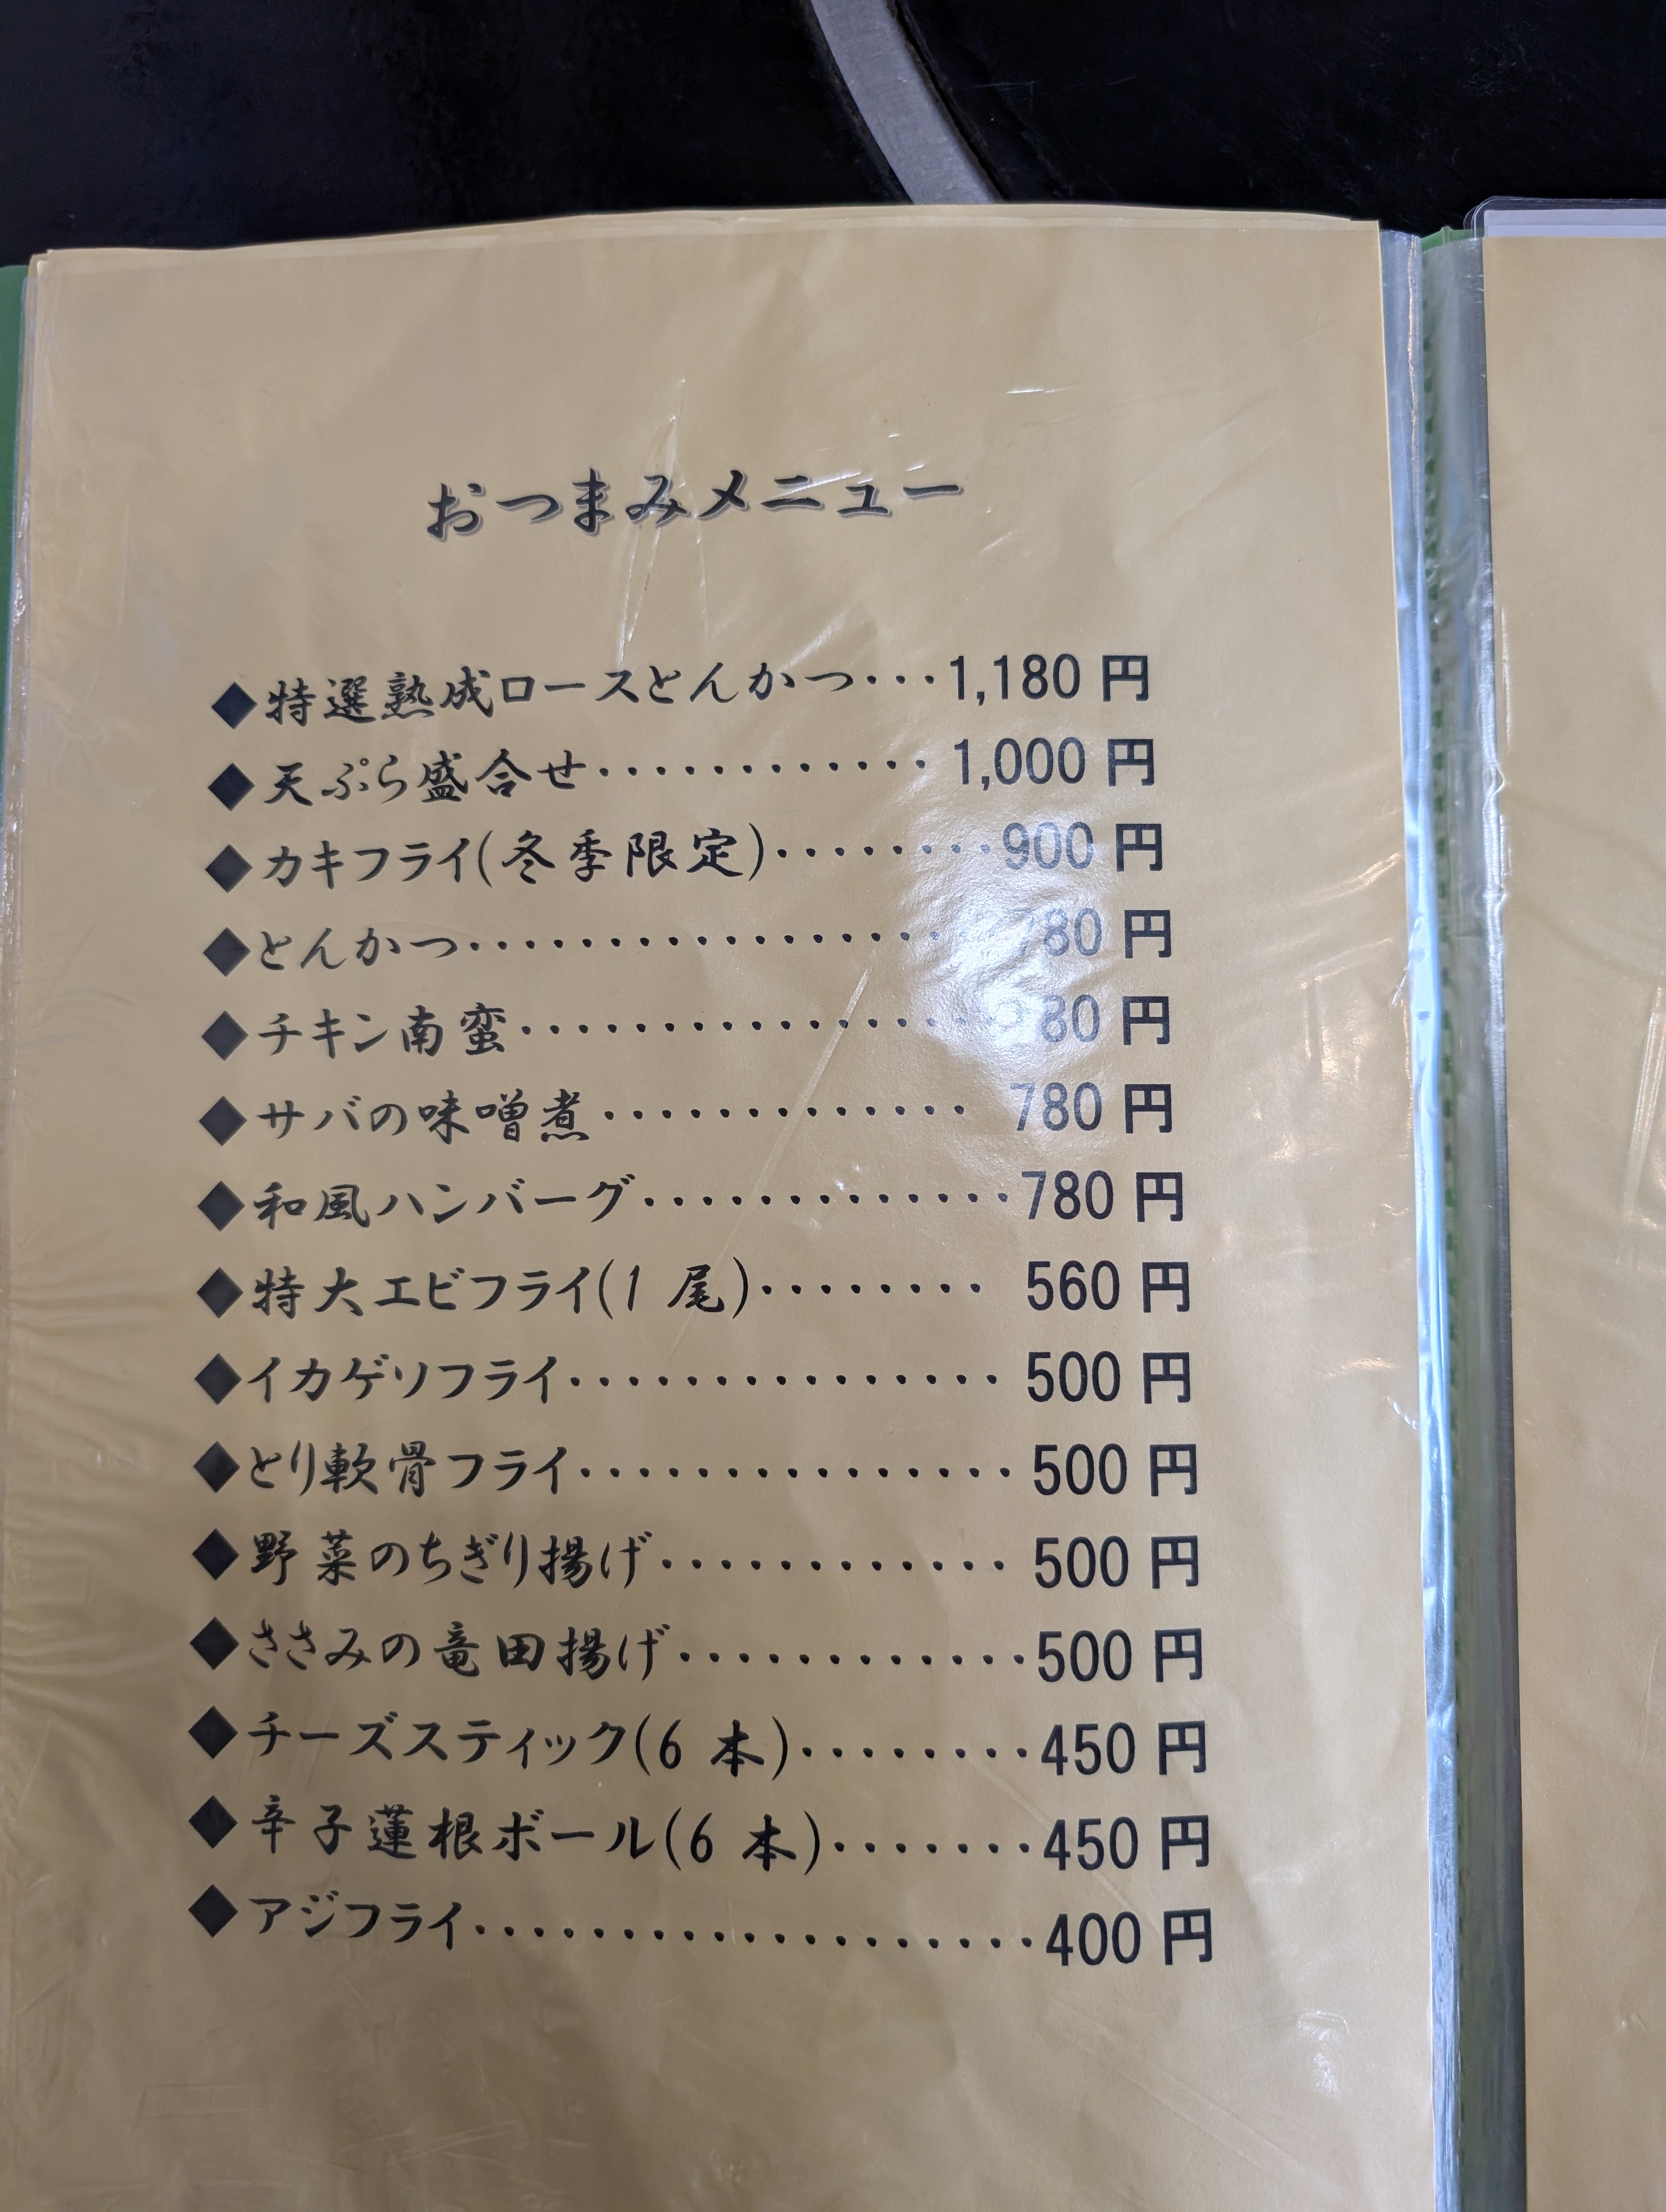 おつまみメニュー
◆特選熟成ロースとんかつ･･･1,180 円
◆天ぷら盛合せ････････････1,000 円
◆カキフライ(冬季限定)････････900 円
◆とんかつ･････････････････780 円
◆チキン南蛮････････････････80 円
◆サバの味噌煮･････････････780 円
◆和風ハンバーグ･････････････780 円
◆特大エビフライ(1 尾)････････560 円
◆イカゲソフライ･･･････････････500 円
◆とり軟骨フライ･･･････････････500 円
◆野菜のちぎり揚げ････････････500 円
◆ささみの竜田揚げ････････････500 円
◆チーズスティック(6 本)････････450 円
◆辛子蓮根ボール(6 本)･･･････450 円
◆アジフライ･･･････････････････400 円